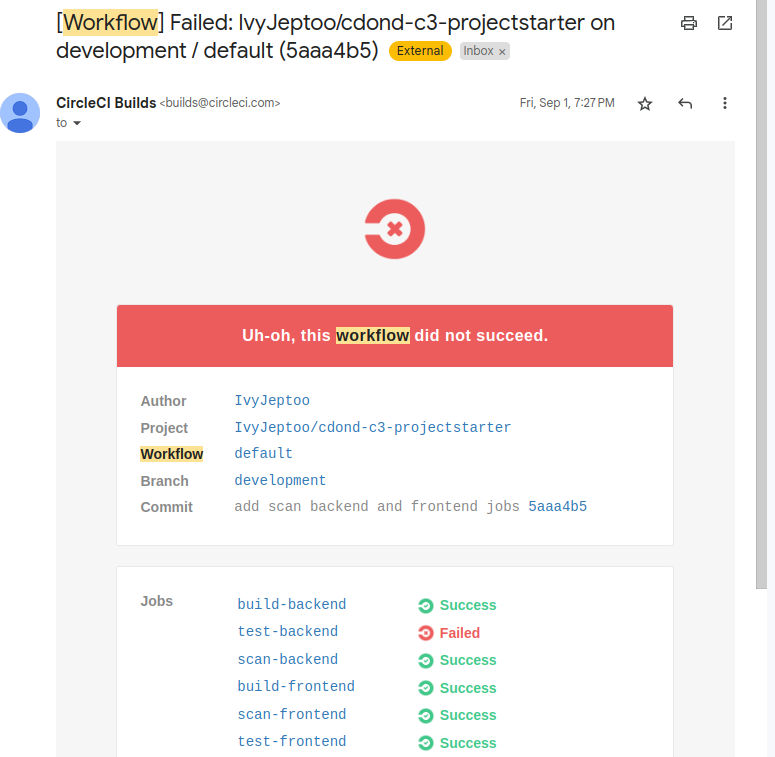 [Workflow] Failed: IvyJeptoo/cdond-c3-projectstarter on
development / default (5aaa4b5) External Inbox ×
CircleCI Builds <builds@circleci.com> Fri, Sep 1, 7:27 PM
to
Uh-oh, this workflow did not succeed.
Author IvyJeptoo
Project IvyJeptoo/cdond-c3-projectstarter
Workflow default
Branch development
Commit add scan backend and frontend jobs 5aaa4b5
Jobs build-backend Success
test-backend Failed
scan-backend Success
build-frontend Success
scan-frontend Success
test-frontend Success